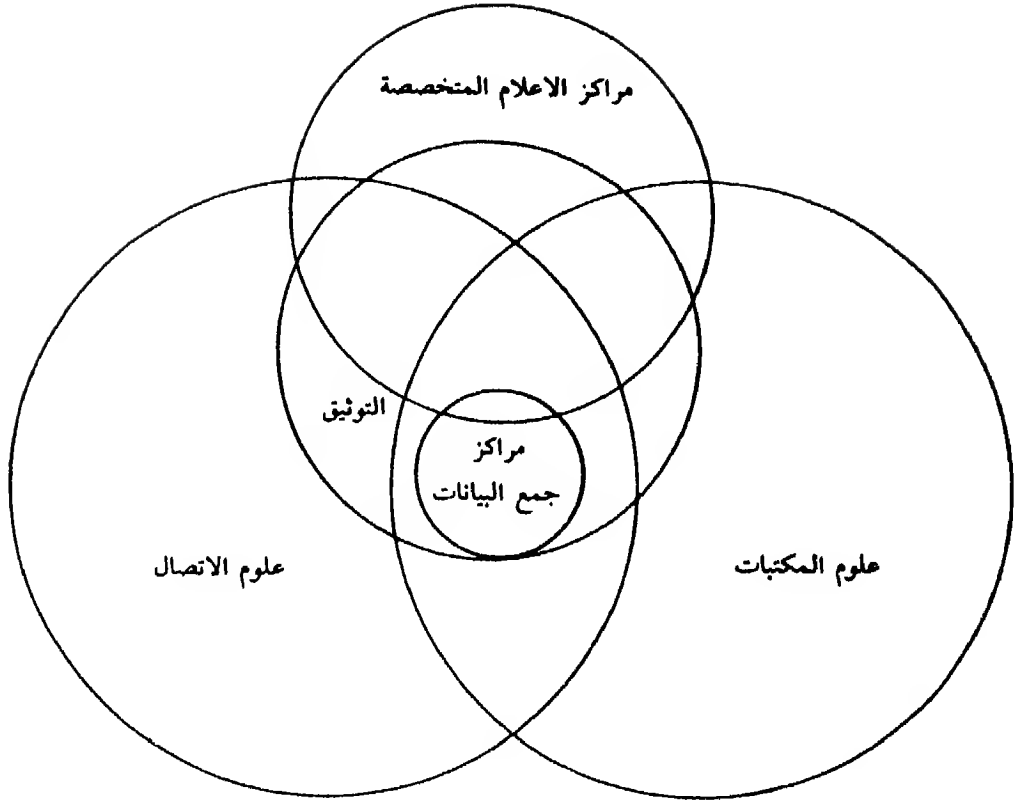 مراكز الاعلام المتخصصة
التوثيق
مراكز
جمع البيانات
علوم المكتبات
علوم الاتصال